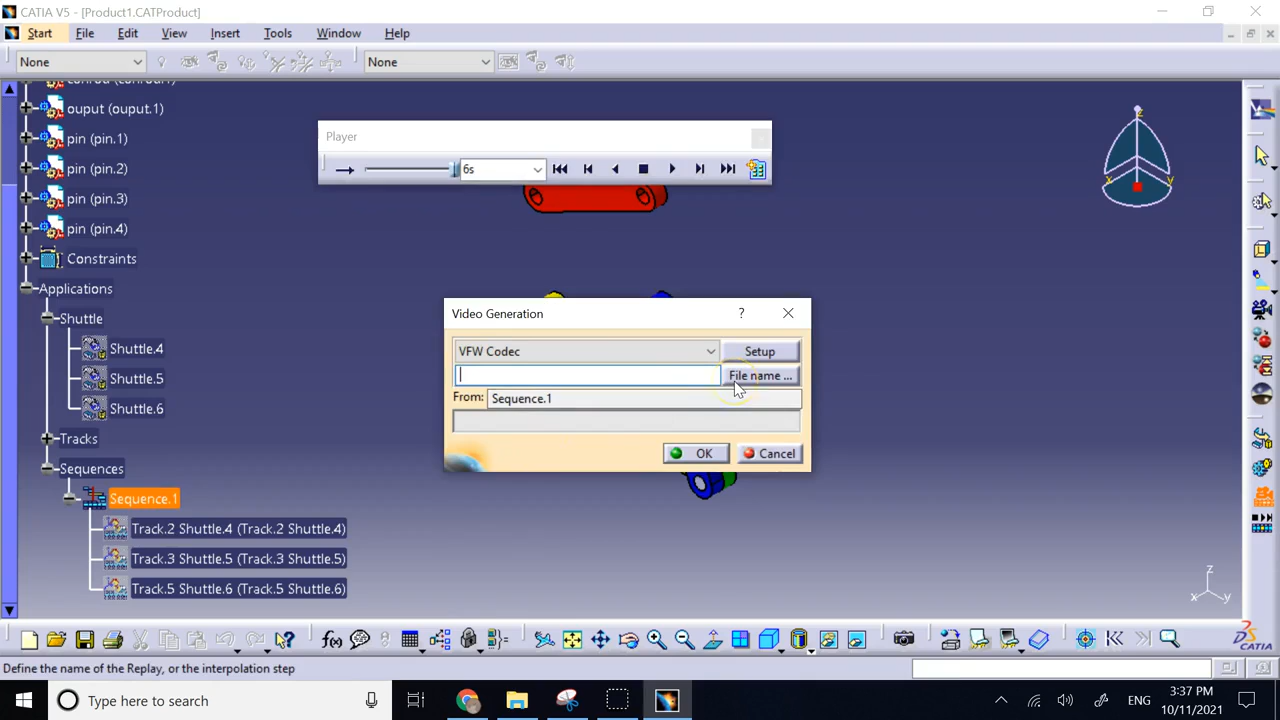 CATIA V5 - [Product1.CATProduct]
Start File Edit View Insert Tools Window Help
None None
ouput (ouput.1)
pin (pin.1)
pin (pin.2)
pin (pin.3)
pin (pin.4)
Constraints
Applications
Shuttle
Shuttle.4
Shuttle.5
Shuttle.6
Tracks
Sequences
Sequence.1
Track.2 Shuttle.4 (Track.2 Shuttle.4)
Track.3 Shuttle.5 (Track.3 Shuttle.5)
Track.5 Shuttle.6 (Track.5 Shuttle.6)
Player
6s
Video Generation ?
VFW Codec Setup
File name ...
From: Sequence.1
OK Cancel
z
x y
z
x y
f(x)
CATIA
Define the name of the Replay, or the interpolation step
Type here to search
ENG
3:37 PM
10/11/2021